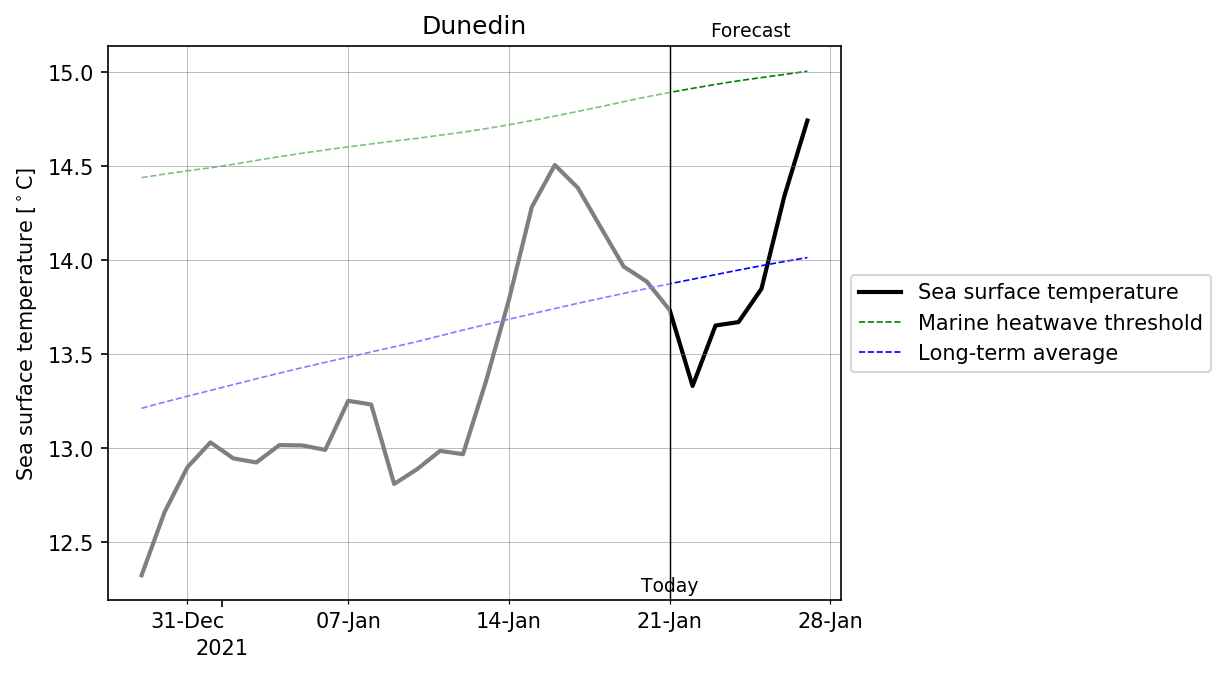 Dunedin
Forecast
Sea surface temperature [°C]
15.0
14.5
14.0
13.5
13.0
12.5
Today
31-Dec 07-Jan 14-Jan 21-Jan 28-Jan
2021
Sea surface temperature
Marine heatwave threshold
Long-term average